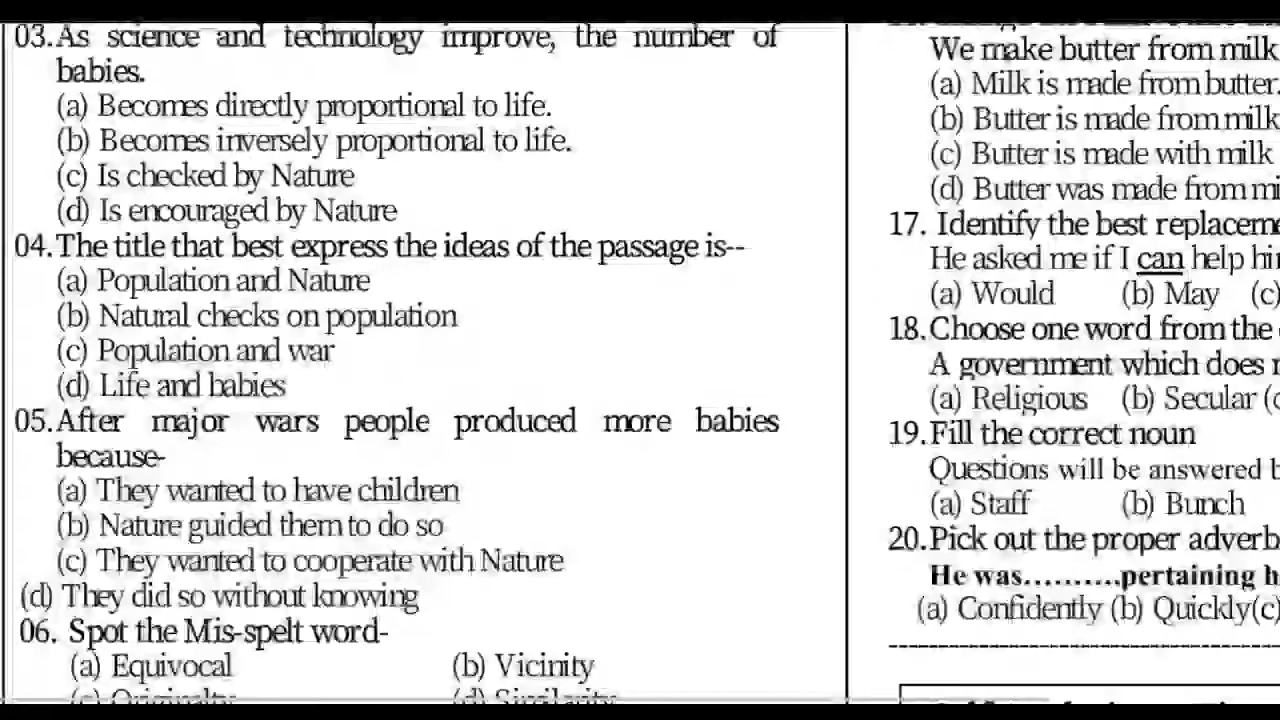 03.As science and technology improve, the number of
babies.
(a) Becomes directly proportional to life.
(b) Becomes inversely proportional to life.
(c) Is checked by Nature
(d) Is encouraged by Nature
04.The title that best express the ideas of the passage is--
(a) Population and Nature
(b) Natural checks on population
(c) Population and war
(d) Life and babies
05.After major wars people produced more babies
because-
(a) They wanted to have children
(b) Nature guided them to do so
(c) They wanted to cooperate with Nature
(d) They did so without knowing
06. Spot the Mis-spelt word-
(a) Equivocal (b) Vicinity
We make butter from milk
(a) Milk is made from butter.
(b) Butter is made from milk
(c) Butter is made with milk
(d) Butter was made from
17. Identify the best
He asked me if I can help
(a) Would (b) May (c)
18.Choose one word from the
A government which does
(a) Religious (b) Secular
19.Fill the correct noun
Questions will be answered
(a) Staff (b) Bunch
20.Pick out the proper adverb
He was..........pertaining
(a) Confidently (b) Quickly(c)